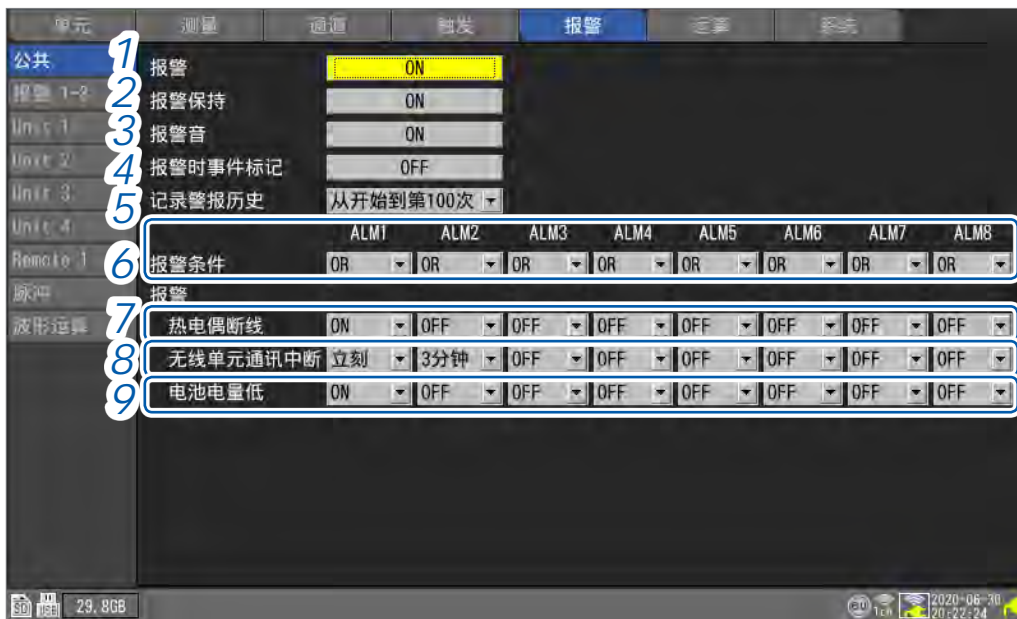 单元 测量 通道 触发 报警 运算 系统
公共 1 报警 ON
报警 1-8 2 报警保持 ON
Unit 1 3 报警音 ON
Unit 2 4 报警时事件标记 OFF
Unit 3 5 记录警报历史 从开始到第100次
Unit 4 ALM1 ALM2 ALM3 ALM4 ALM5 ALM6 ALM7 ALM8
Remote 1 6 报警条件 OR OR OR OR OR OR OR OR
脉冲 报警
波形运算 7 热电偶断线 ON OFF OFF OFF OFF OFF OFF OFF
8 无线单元通讯中断 立刻 3分钟 OFF OFF OFF OFF OFF OFF
9 电池电量低 ON OFF OFF OFF OFF OFF OFF OFF
SD USB 29.8GB 1ch 2020-06-30
20:22:24